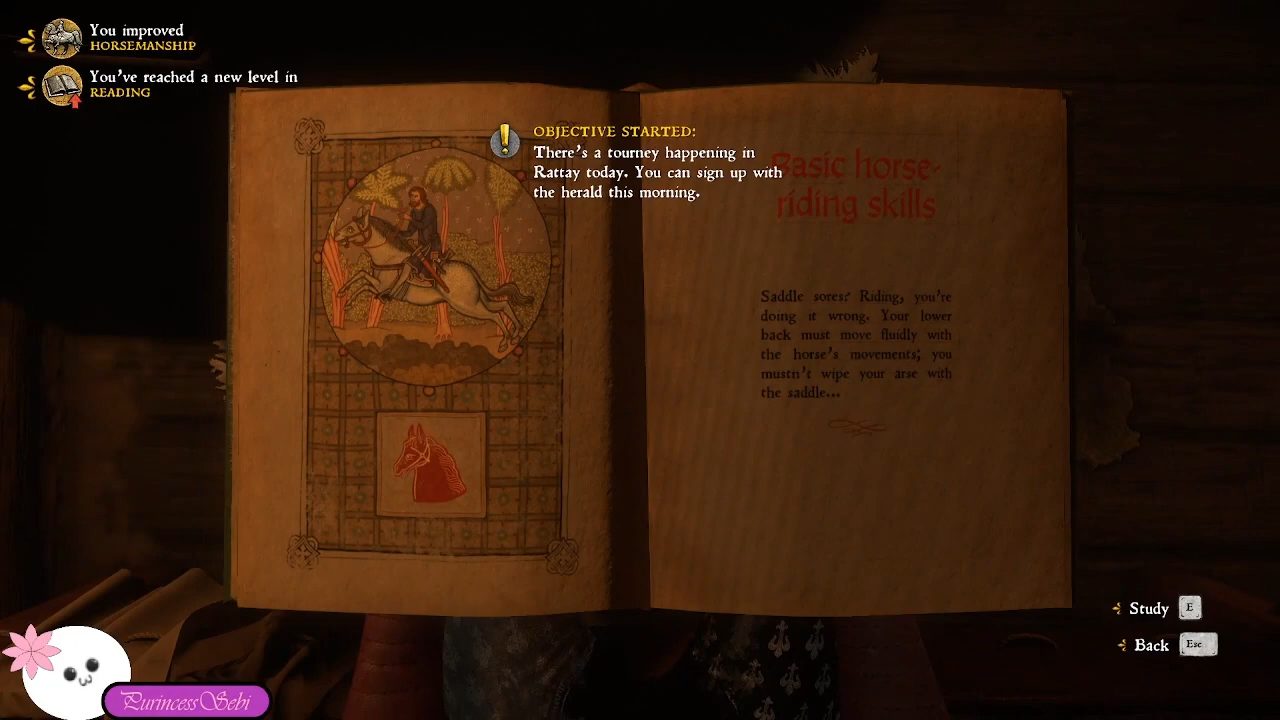 You improved
HORSEMANSHIP
You've reached a new level in
READING
OBJECTIVE STARTED:
There's a tourney happening in
Rattay today. You can sign up with
the herald this morning.
Basic horse-
riding skills
Saddle sores? Riding, you're
doing it wrong. Your lower
back must move fluidly with
the horse's movements; you
mustn't wipe your arse with
the saddle...
Study E
Back Esc
PurincessSebi